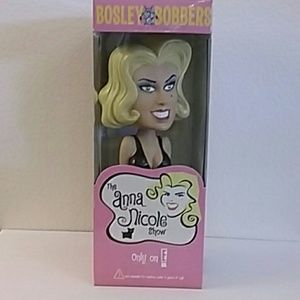 BOSLEY BOBBERS
The
anna
nicole
Show
Only on E!